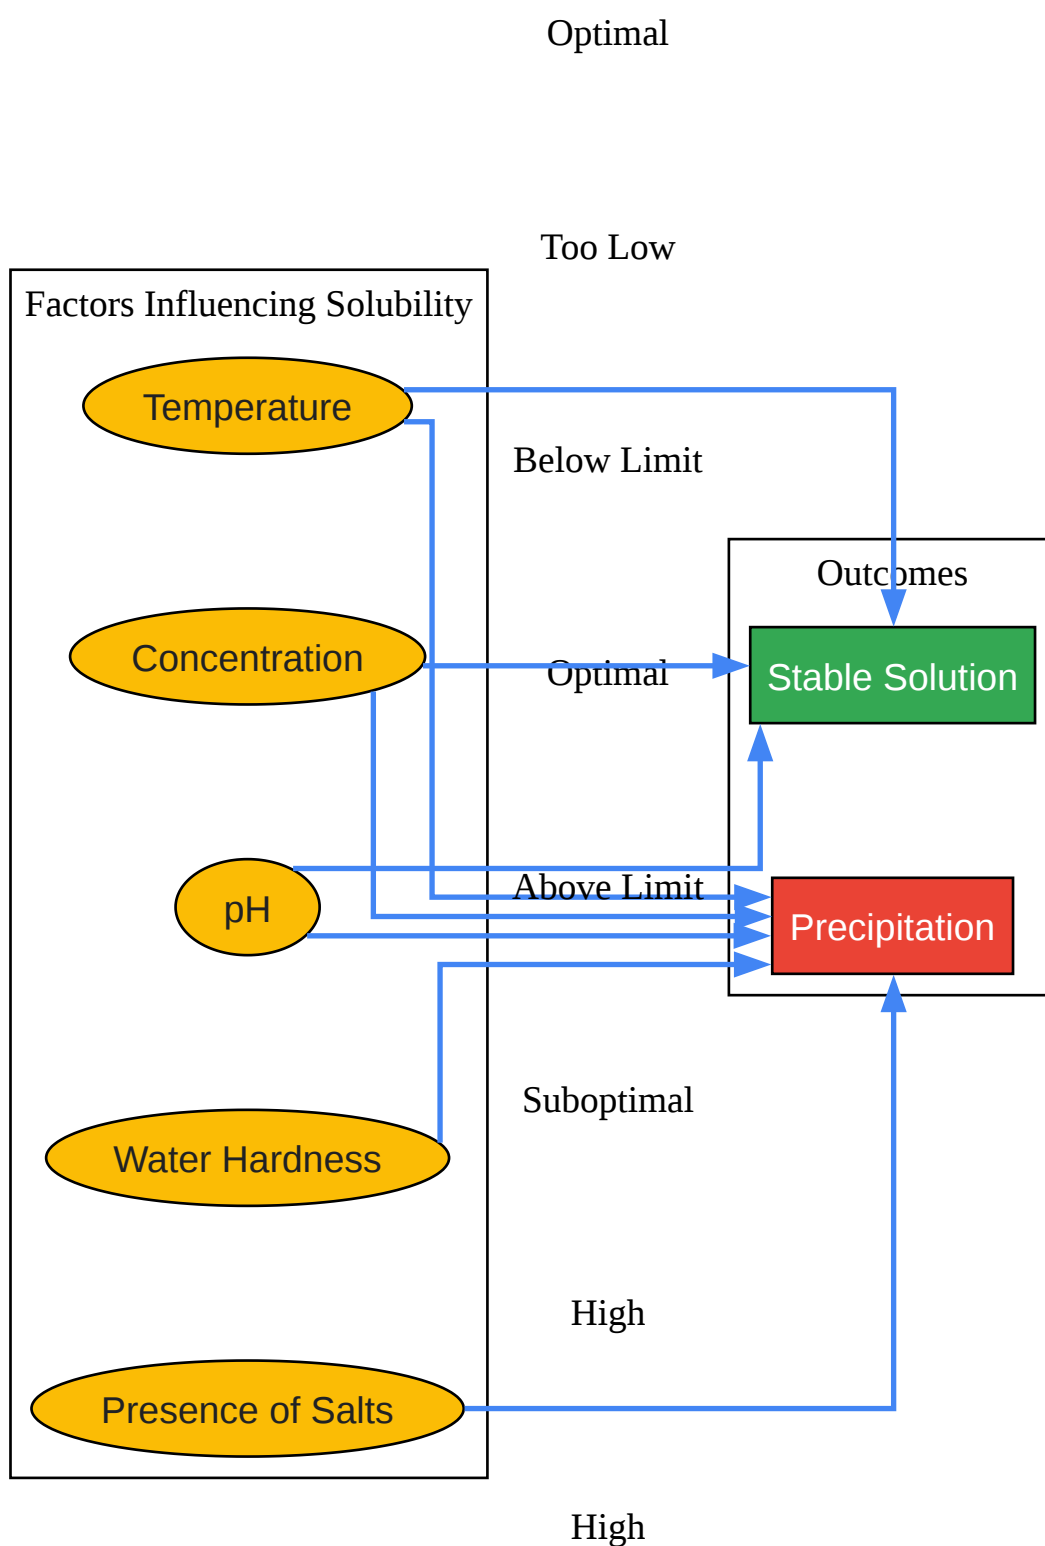 Optimal
Too Low
Factors Influencing Solubility
Temperature
Below Limit
Outcomes
Concentration
Optimal
Stable Solution
Above Limit
pH
Precipitation
Suboptimal
Water Hardness
High
Presence of Salts
High